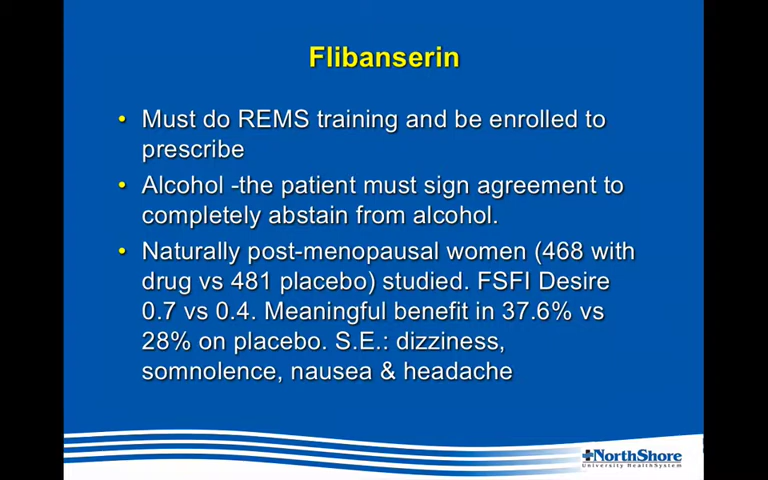 Flibanserin
• Must do REMS training and be enrolled to
prescribe
• Alcohol -the patient must sign agreement to
completely abstain from alcohol.
• Naturally post-menopausal women (468 with
drug vs 481 placebo) studied. FSFI Desire
0.7 vs 0.4. Meaningful benefit in 37.6% vs
28% on placebo. S.E.: dizziness,
somnolence, nausea & headache
NorthShore
University HealthSystem